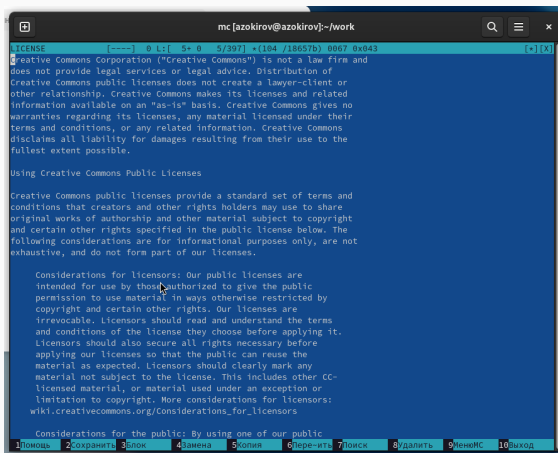 mc [azokirov@azokirov]:~/work
LICENSE [----] 0 L:[ 5+ 0 5/397] *(104 /18657b) 0067 0x043 [*][X]
Creative Commons Corporation ("Creative Commons") is not a law firm and
does not provide legal services or legal advice. Distribution of
Creative Commons public licenses does not create a lawyer-client or
other relationship. Creative Commons makes its licenses and related
information available on an "as-is" basis. Creative Commons gives no
warranties regarding its licenses, any material licensed under their
terms and conditions, or any related information. Creative Commons
disclaims all liability for damages resulting from their use to the
fullest extent possible.
Using Creative Commons Public Licenses
Creative Commons public licenses provide a standard set of terms and
conditions that creators and other rights holders may use to share
original works of authorship and other material subject to copyright
and certain other rights specified in the public license below. The
following considerations are for informational purposes only, are not
exhaustive, and do not form part of our licenses.
Considerations for licensors: Our public licenses are
intended for use by those authorized to give the public
permission to use material in ways otherwise restricted by
copyright and certain other rights. Our licenses are
irrevocable. Licensors should read and understand the terms
and conditions of the license they choose before applying it.
Licensors should also secure all rights necessary before
applying our licenses so that the public can reuse the
material as expected. Licensors should clearly mark any
material not subject to the license. This includes other CC-
licensed material, or material used under an exception or
limitation to copyright. More considerations for licensors:
wiki.creativecommons.org/Considerations_for_licensors
Considerations for the public: By using one of our public
1Помощь 2Сохранить 3Блок 4Замена 5Копия 6Пере~ить 7Поиск 8Удалить 9МенюMC 10Выход